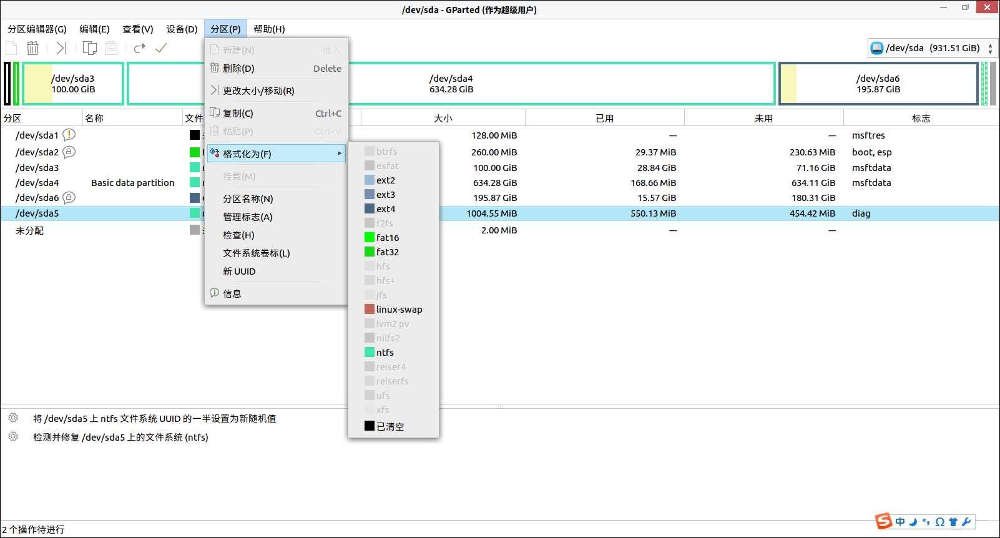 /dev/sda - GParted (作为超级用户)
分区编辑器(G) 编辑(E) 查看(V) 设备(D) 分区(P) 帮助(H)
/dev/sda (931.51 GiB)
/dev/sda3
100.00 GiB
/dev/sda4
634.28 GiB
/dev/sda6
195.87 GiB
新建(N) 插入
删除(D) Delete
更改大小/移动(R)
复制(C) Ctrl+C
粘贴(P) Ctrl+V
格式化为(F)
挂载(M)
分区名称(N)
管理标志(A)
检查(H)
文件系统卷标(L)
新 UUID
信息
btrfs
exfat
ext2
ext3
ext4
f2fs
fat16
fat32
hfs
hfs+
jfs
linux-swap
lvm2 pv
nilfs2
ntfs
reiser4
reiserfs
ufs
xfs
已清空
分区 名称 文件 大小 已用 未用 标志
/dev/sda1 128.00 MiB --- --- msftres
/dev/sda2 260.00 MiB 29.37 MiB 230.63 MiB boot, esp
/dev/sda3 100.00 GiB 28.84 GiB 71.16 GiB msftdata
/dev/sda4 Basic data partition 634.28 GiB 168.66 MiB 634.11 GiB msftdata
/dev/sda6 195.87 GiB 15.57 GiB 180.31 GiB
/dev/sda5 1004.55 MiB 550.13 MiB 454.42 MiB diag
未分配 2.00 MiB --- ---
将 /dev/sda5 上 ntfs 文件系统 UUID 的一半设置为新随机值
检测并修复 /dev/sda5 上的文件系统 (ntfs)
2 个操作待进行
S 中